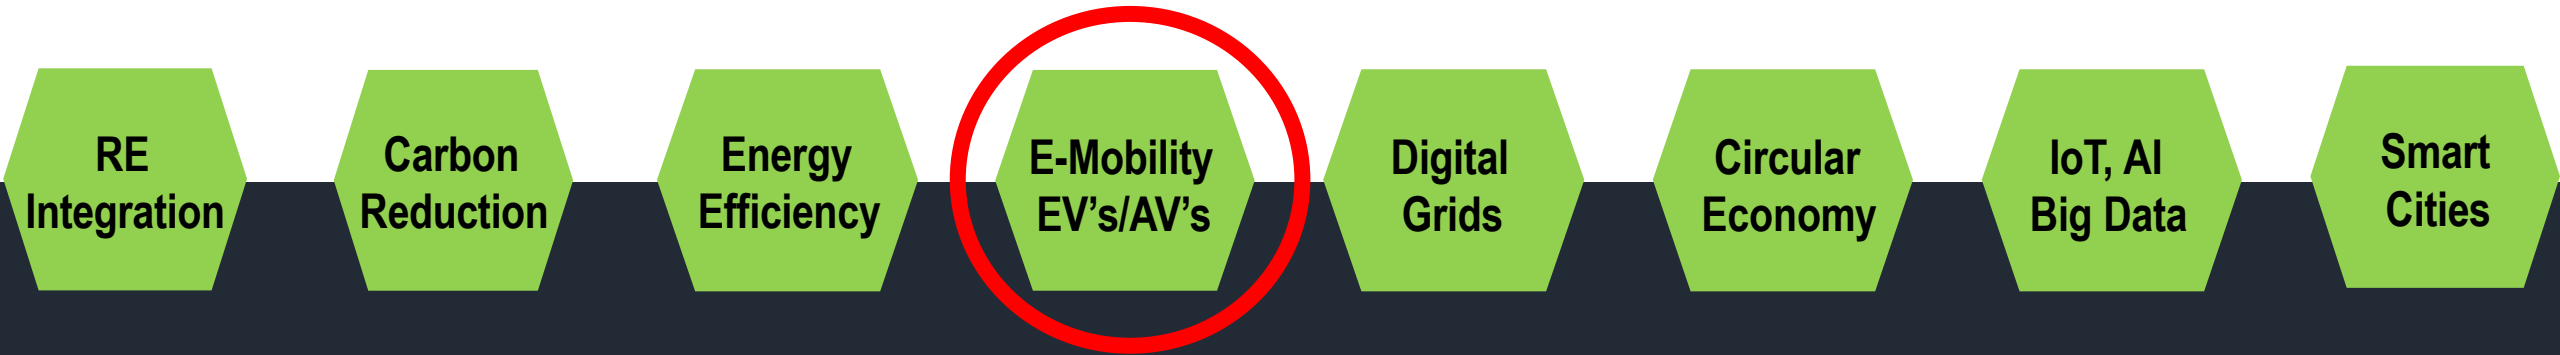 RE
Integration
Carbon
Reduction
Energy
Efficiency
E-Mobility
EV’s/AV’s
Digital
Grids
Circular
Economy
IoT, AI
Big Data
Smart
Cities